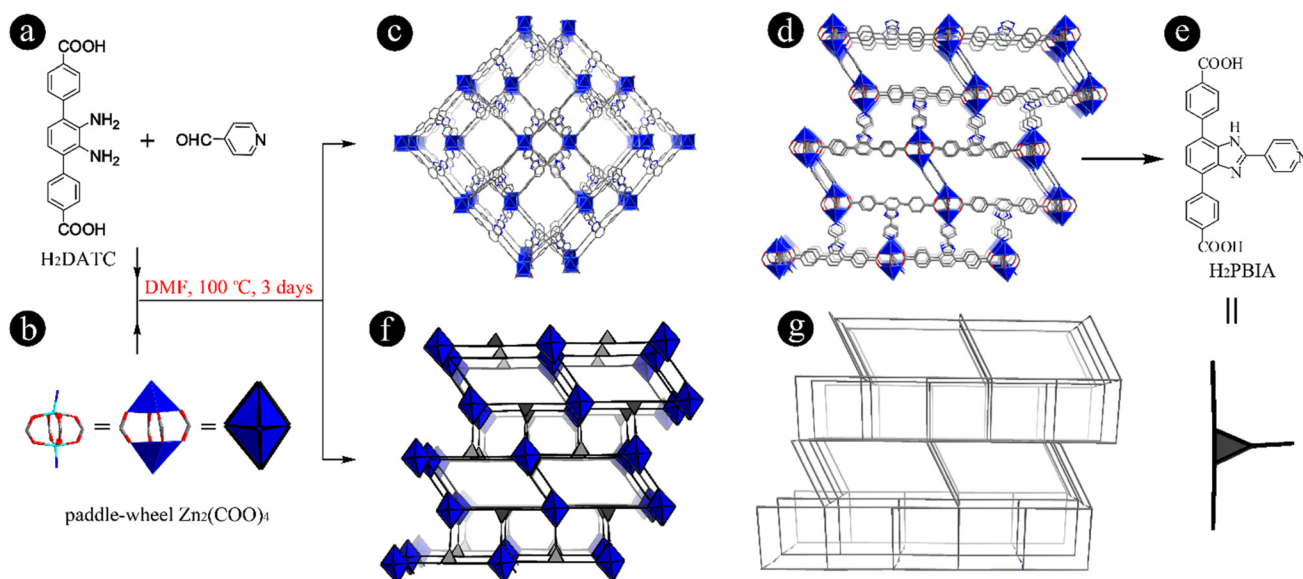 a
COOH
NH2
NH2
COOH
+
OHC
N
H2DATC
DMF, 100 ℃, 3 days
b
=
=
paddle-wheel Zn2(COO)4
c
d
e
COOH
H
N
N
N
COOH
H2PBIA
=
f
g